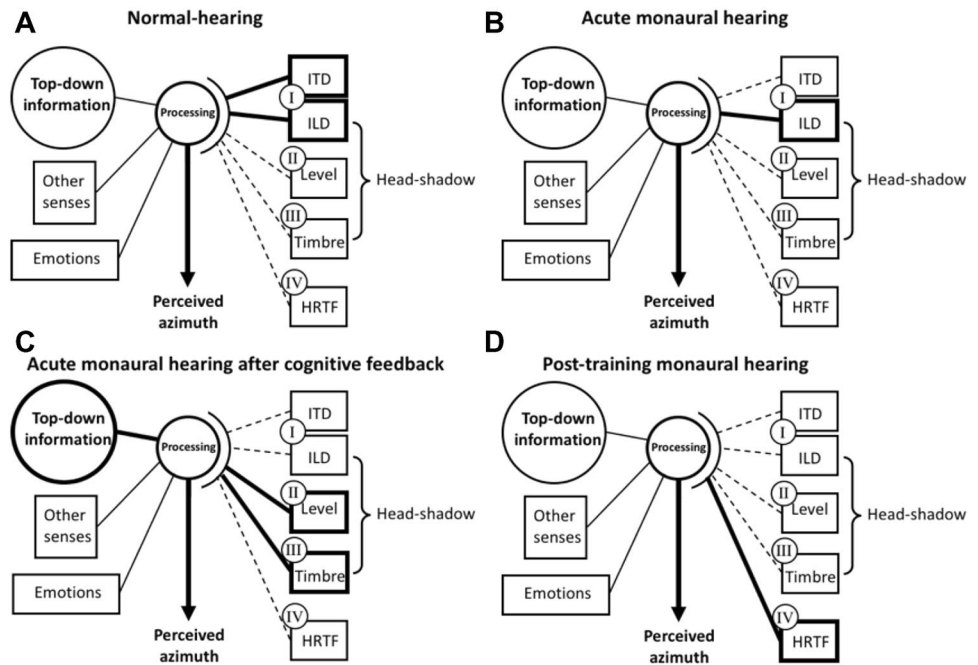 A
Normal-hearing
Top-down
information
Processing
ITD
I
ILD
II
Level
III
Timbre
IV
HRTF
Head-shadow
Other
senses
Emotions
Perceived
azimuth
B
Acute monaural hearing
Top-down
information
Processing
ITD
I
ILD
II
Level
III
Timbre
IV
HRTF
Head-shadow
Other
senses
Emotions
Perceived
azimuth
C
Acute monaural hearing after cognitive feedback
Top-down
information
Processing
ITD
I
ILD
II
Level
III
Timbre
IV
HRTF
Head-shadow
Other
senses
Emotions
Perceived
azimuth
D
Post-training monaural hearing
Top-down
information
Processing
ITD
I
ILD
II
Level
III
Timbre
IV
HRTF
Head-shadow
Other
senses
Emotions
Perceived
azimuth